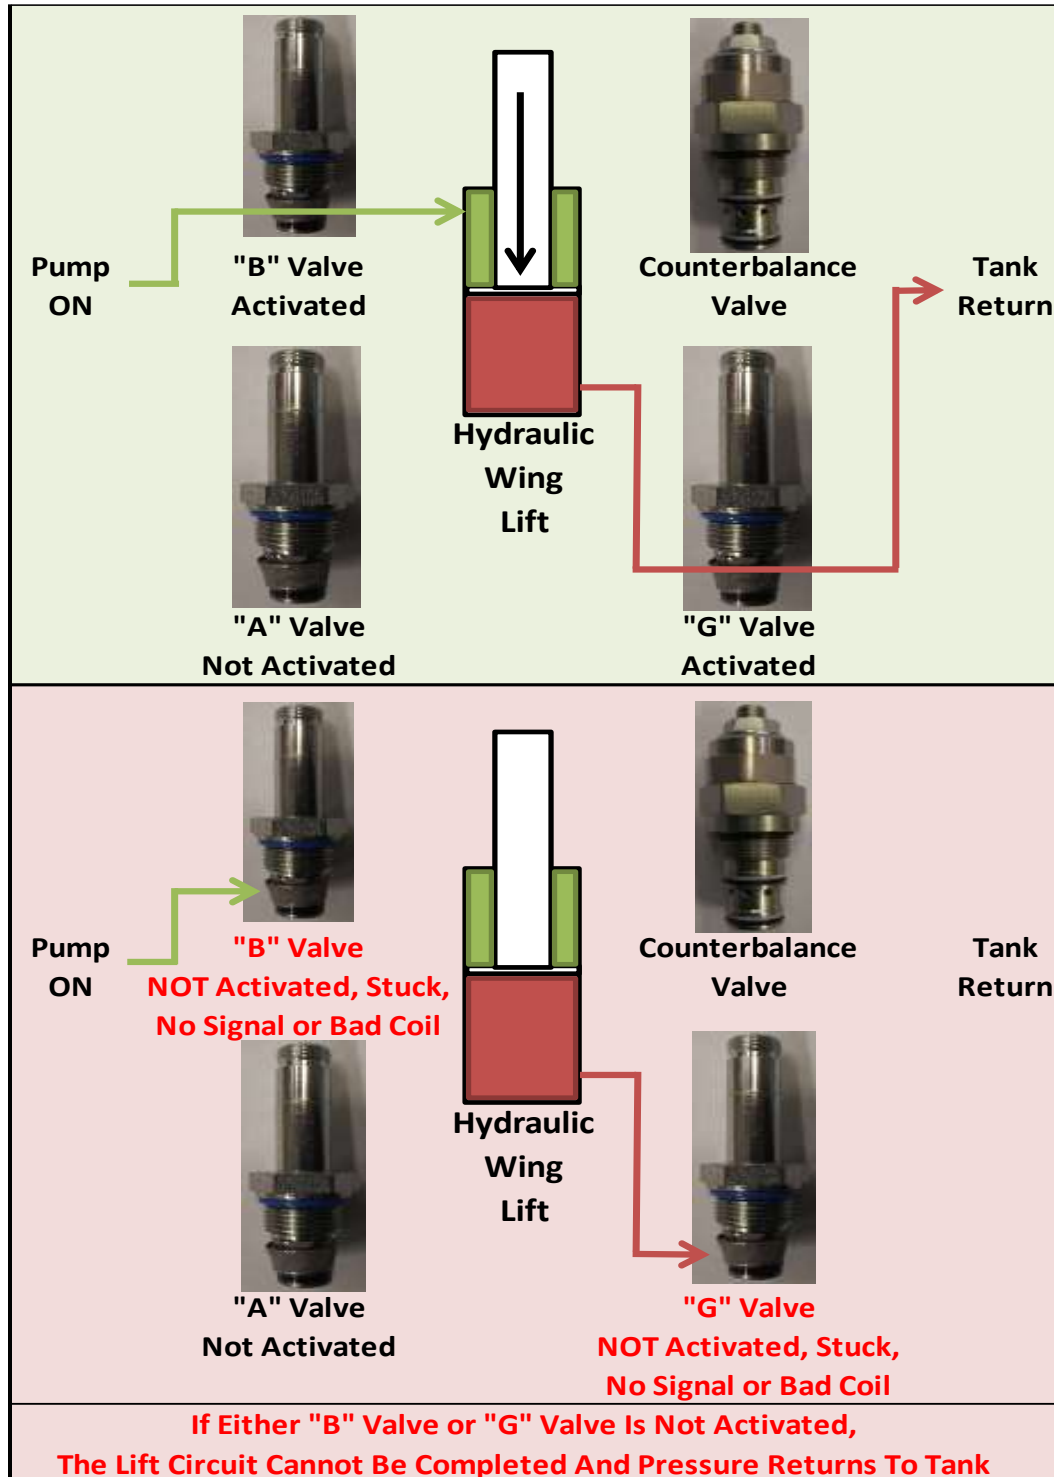 Pump
ON
"B" Valve
Activated
Counterbalance
Valve
Tank
Return
Hydraulic
Wing
Lift
"A" Valve
Not Activated
"G" Valve
Activated
Pump
ON
"B" Valve
NOT Activated, Stuck,
No Signal or Bad Coil
Counterbalance
Valve
Tank
Return
Hydraulic
Wing
Lift
"A" Valve
Not Activated
"G" Valve
NOT Activated, Stuck,
No Signal or Bad Coil
If Either "B" Valve or "G" Valve Is Not Activated,
The Lift Circuit Cannot Be Completed And Pressure Returns To Tank